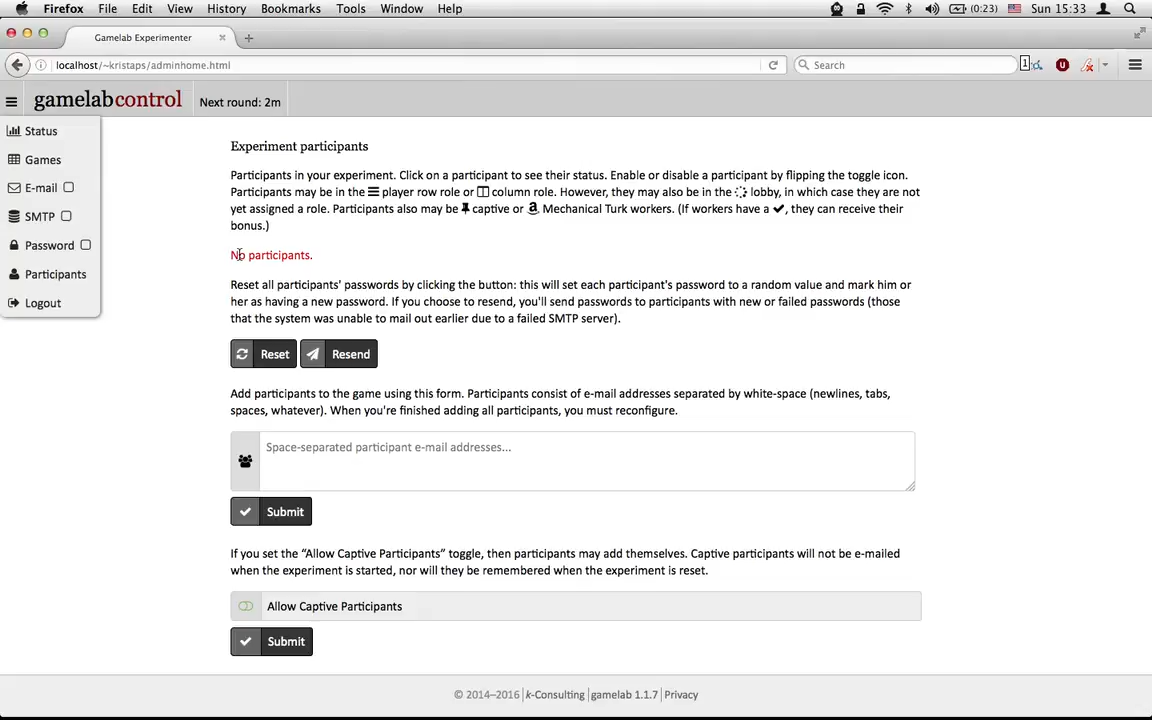 Firefox File Edit View History Bookmarks Tools Window Help (0:23) Sun 15:33
Gamelab Experimenter
localhost/~kristaps/adminhome.html Search 1
gamelabcontrol Next round: 2m
Status
Games
E-mail
SMTP
Password
Participants
Logout
Experiment participants
Participants in your experiment. Click on a participant to see their status. Enable or disable a participant by flipping the toggle icon.
Participants may be in the player row role or column role. However, they may also be in the lobby, in which case they are not
yet assigned a role. Participants also may be captive or Mechanical Turk workers. (If workers have a ✔, they can receive their
bonus.)
No participants.
Reset all participants' passwords by clicking the button: this will set each participant's password to a random value and mark him or
her as having a new password. If you choose to resend, you'll send passwords to participants with new or failed passwords (those
that the system was unable to mail out earlier due to a failed SMTP server).
Reset Resend
Add participants to the game using this form. Participants consist of e-mail addresses separated by white-space (newlines, tabs,
spaces, whatever). When you're finished adding all participants, you must reconfigure.
Space-separated participant e-mail addresses...
Submit
If you set the “Allow Captive Participants” toggle, then participants may add themselves. Captive participants will not be e-mailed
when the experiment is started, nor will they be remembered when the experiment is reset.
Allow Captive Participants
Submit
© 2014–2016 k-Consulting gamelab 1.1.7 Privacy